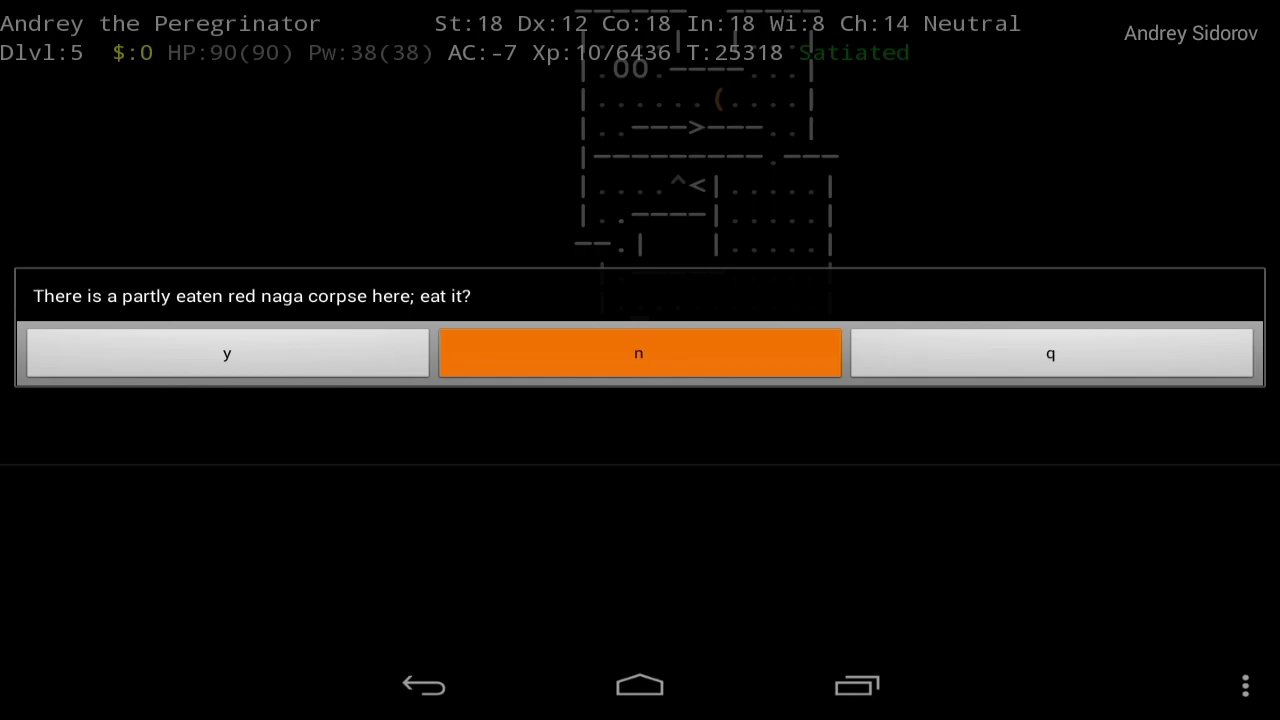 Andrey the Peregrinator St:18 Dx:12 Co:18 In:18 Wi:8 Ch:14 Neutral
Andrey Sidorov
Dlvl:5 $:0 HP:90(90) Pw:38(38) AC:-7 Xp:10/6436 T:25318 Satiated
There is a partly eaten red naga corpse here; eat it?
y n q